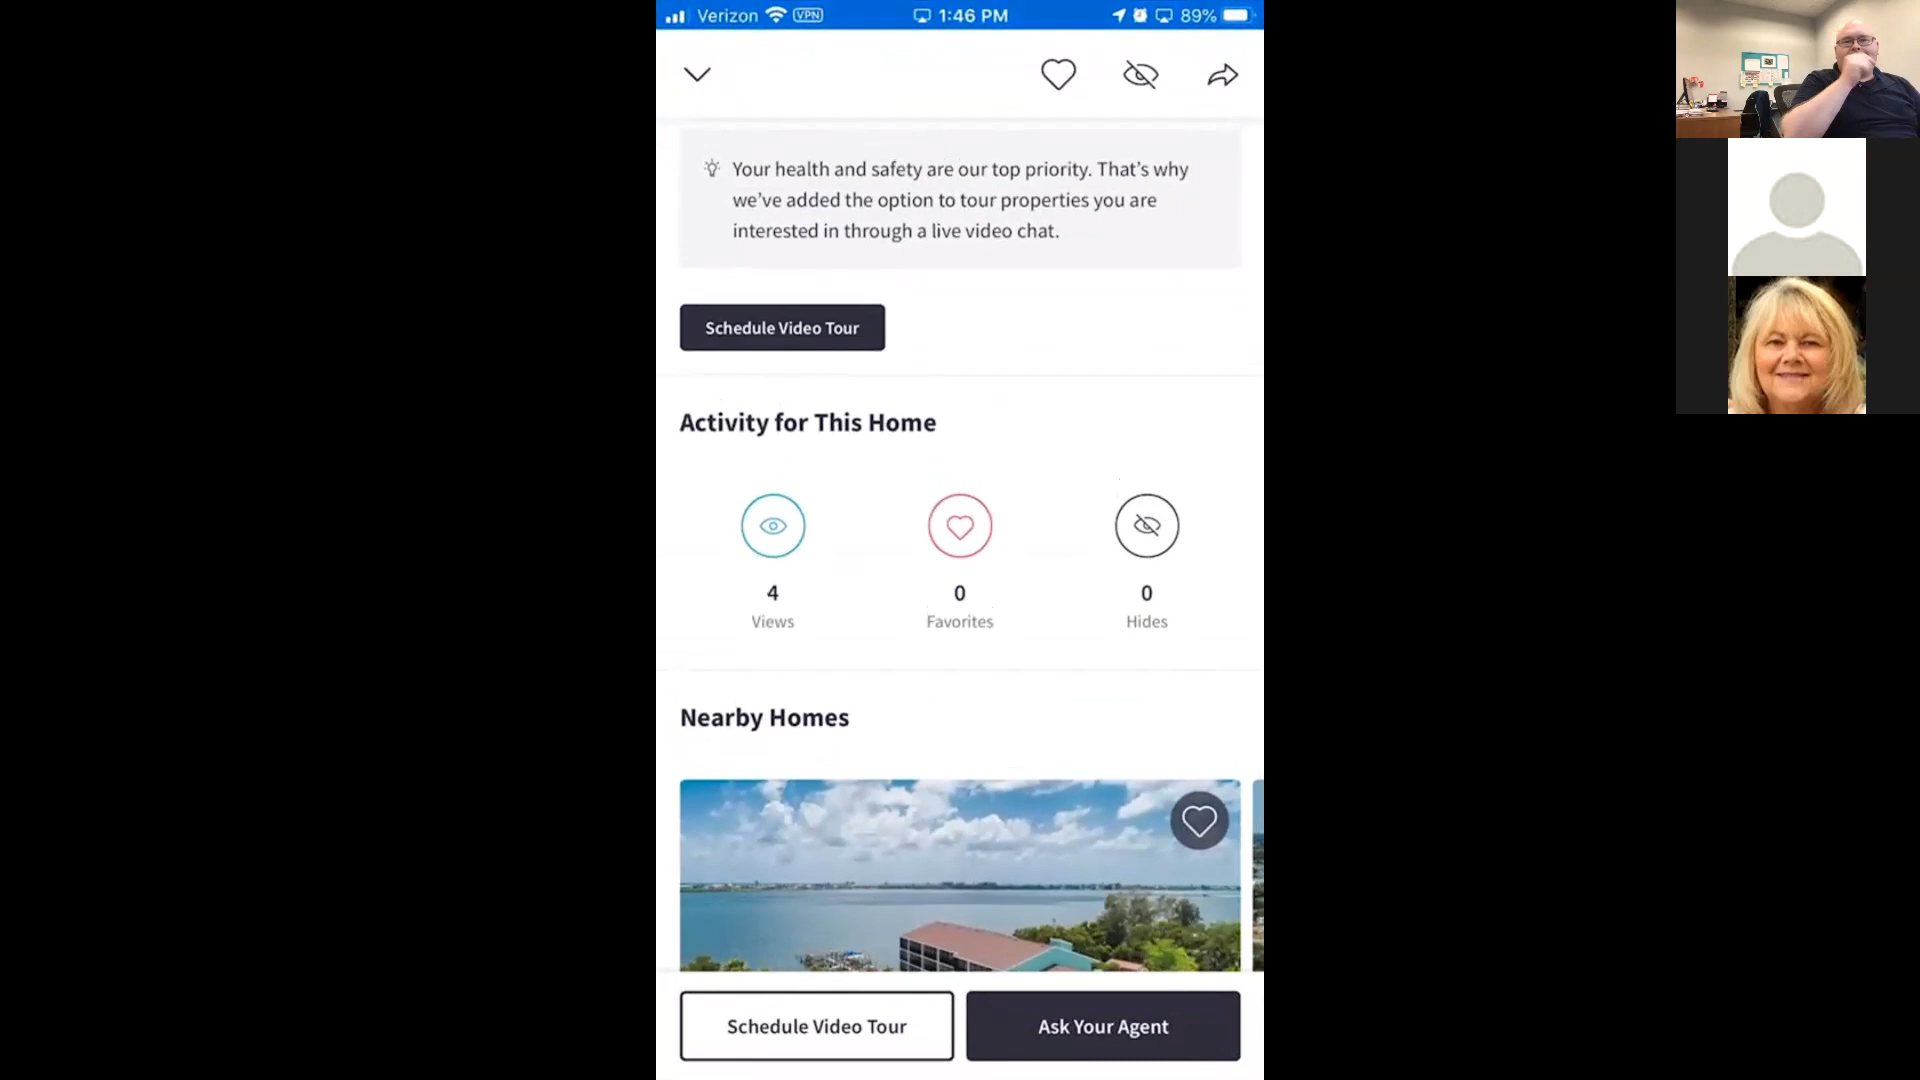 Verizon VPN 1:46 PM 89%
Your health and safety are our top priority. That’s why
we’ve added the option to tour properties you are
interested in through a live video chat.
Schedule Video Tour
Activity for This Home
4 0 0
Views Favorites Hides
Nearby Homes
Schedule Video Tour Ask Your Agent